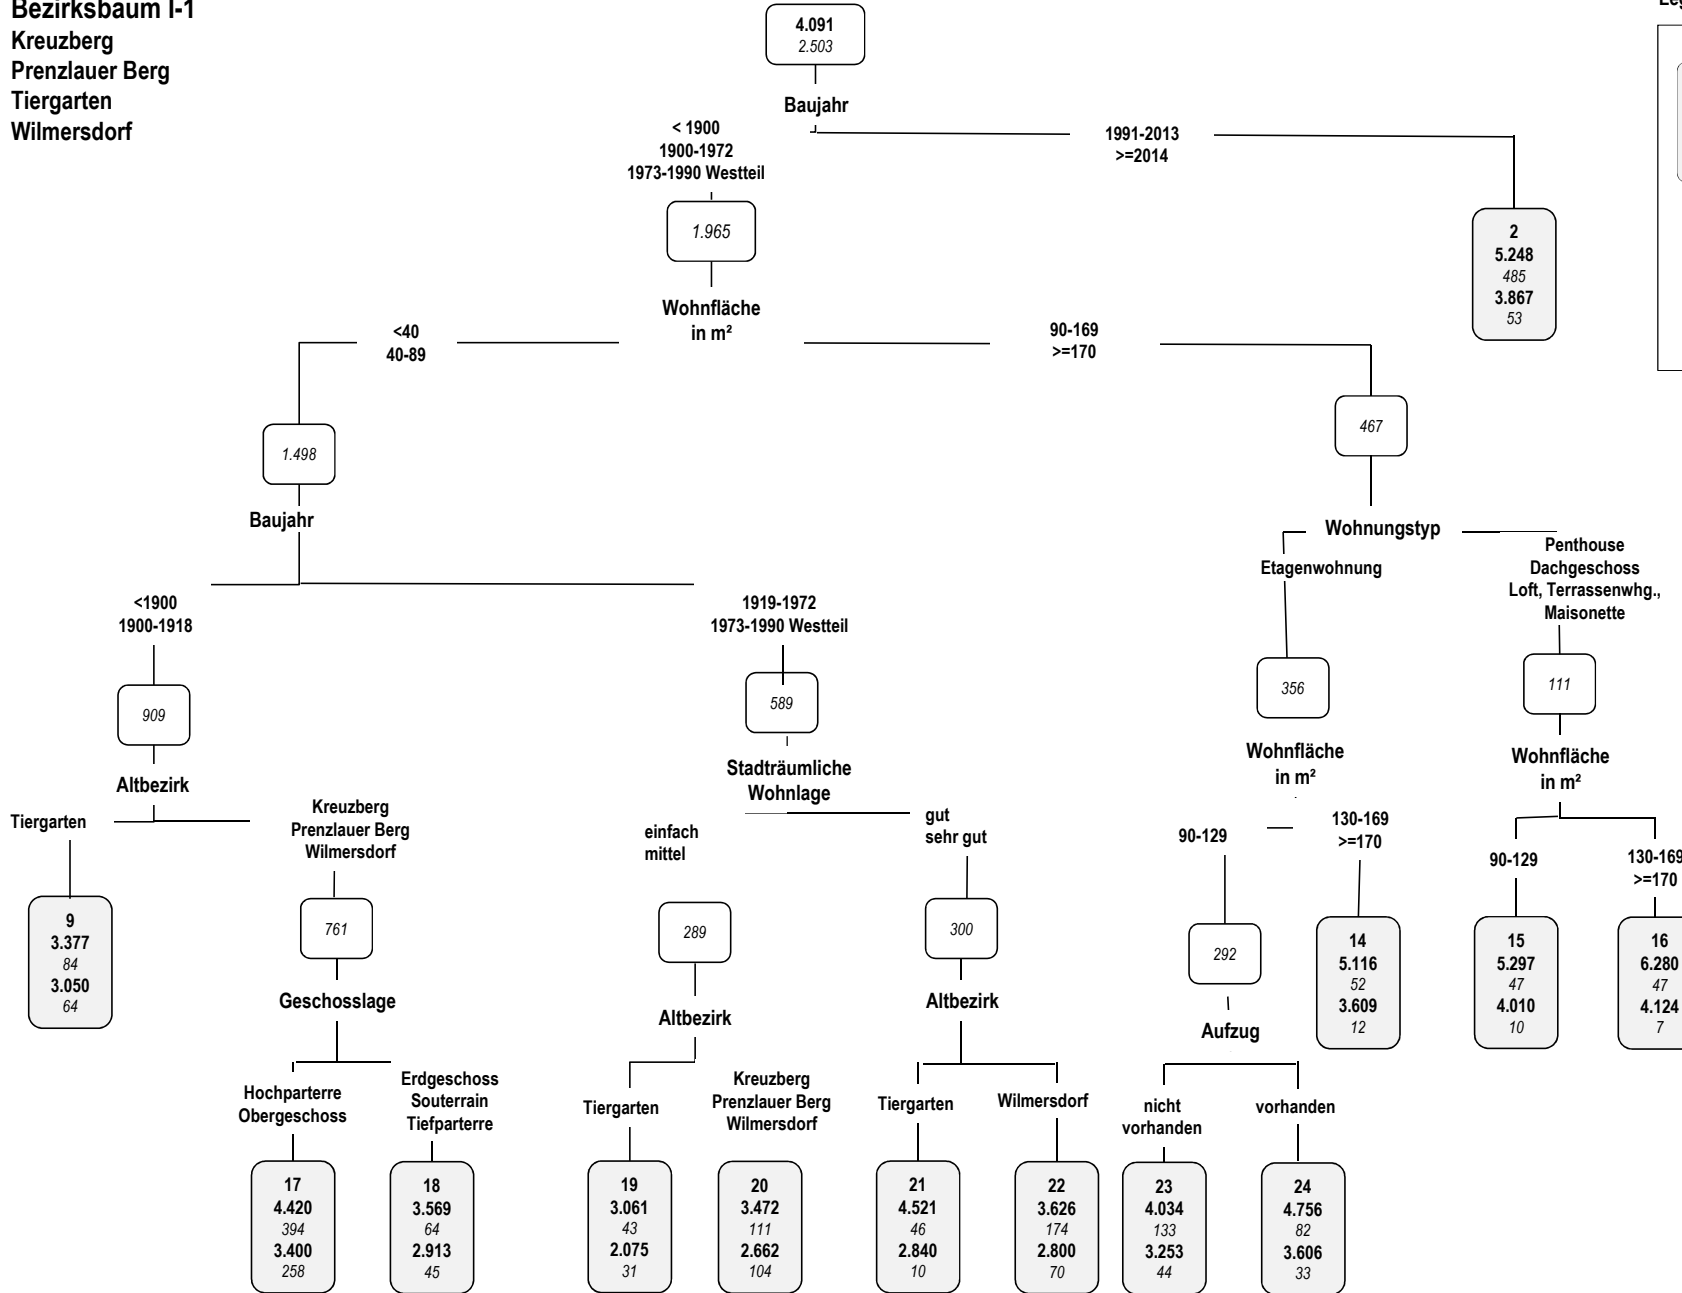 Bezirksbaum I-1
Kreuzberg
Prenzlauer Berg
Tiergarten
Wilmersdorf
4.091
2.503
Baujahr
< 1900
1900-1972
1973-1990 Westteil
1991-2013
>=2014
1.965
2
5.248
485
3.867
53
Wohnfläche
in m²
<40
40-89
90-169
>=170
1.498
467
Baujahr
Wohnungstyp
Etagenwohnung
Penthouse
Dachgeschoss
Loft, Terrassenwhg.,
Maisonette
<1900
1900-1918
1919-1972
1973-1990 Westteil
909
589
356
111
Altbezirk
Stadträumliche
Wohnlage
Wohnfläche
in m²
Wohnfläche
in m²
Tiergarten
Kreuzberg
Prenzlauer Berg
Wilmersdorf
einfach
mittel
gut
sehr gut
90-129
130-169
>=170
90-129
130-169
>=170
9
3.377
84
3.050
64
761
289
300
292
14
5.116
52
3.609
12
15
5.297
47
4.010
10
16
6.280
47
4.124
7
Geschosslage
Altbezirk
Altbezirk
Aufzug
Hochparterre
Obergeschoss
Erdgeschoss
Souterrain
Tiefparterre
Tiergarten
Kreuzberg
Prenzlauer Berg
Wilmersdorf
Tiergarten
Wilmersdorf
nicht
vorhanden
vorhanden
17
4.420
394
3.400
258
18
3.569
64
2.913
45
19
3.061
43
2.075
31
20
3.472
111
2.662
104
21
4.521
46
2.840
10
22
3.626
174
2.800
70
23
4.034
133
3.253
44
24
4.756
82
3.606
33